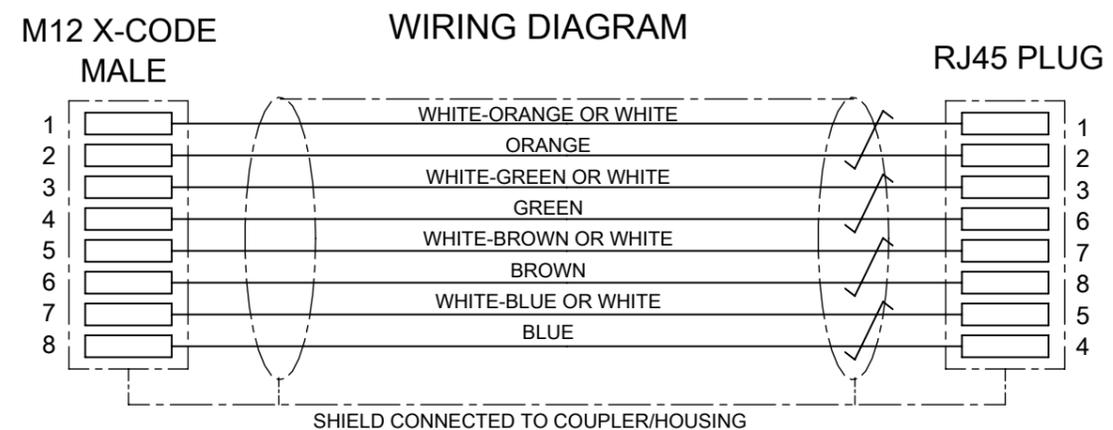 WIRING DIAGRAM
M12 X-CODE
MALE
RJ45 PLUG
1 WHITE-ORANGE OR WHITE 1
2 ORANGE 2
3 WHITE-GREEN OR WHITE 3
4 GREEN 6
5 WHITE-BROWN OR WHITE 7
6 BROWN 8
7 WHITE-BLUE OR WHITE 5
8 BLUE 4
SHIELD CONNECTED TO COUPLER/HOUSING